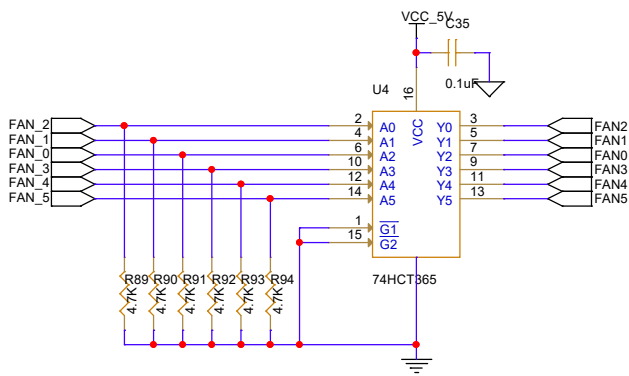 VCC_5V
C35
0.1uF
U4
16
VCC
FAN_2
2
A0
Y0
3
FAN2
FAN_1
4
A1
Y1
5
FAN1
FAN_0
6
A2
Y2
7
FAN0
FAN_3
10
A3
Y3
9
FAN3
FAN_4
12
A4
Y4
11
FAN4
FAN_5
14
A5
Y5
13
FAN5
1
G1
15
G2
74HCT365
R89
4.7K
R90
4.7K
R91
4.7K
R92
4.7K
R93
4.7K
R94
4.7K